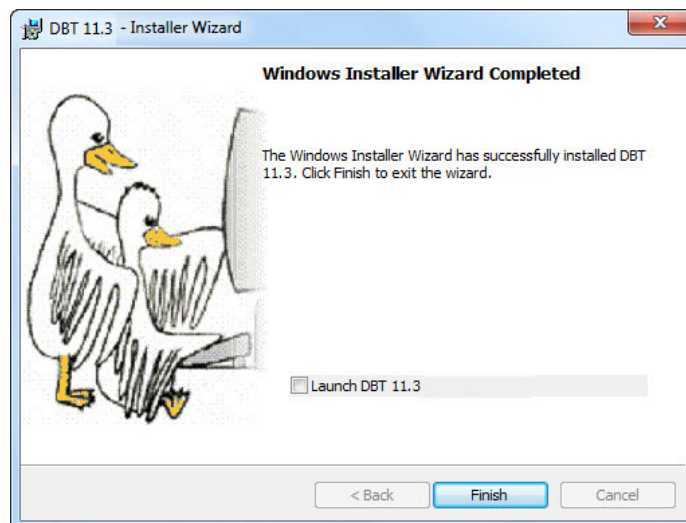 DBT 11.3 - Installer Wizard
Windows Installer Wizard Completed
The Windows Installer Wizard has successfully installed DBT
11.3. Click Finish to exit the wizard.
Launch DBT 11.3
< Back
Finish
Cancel